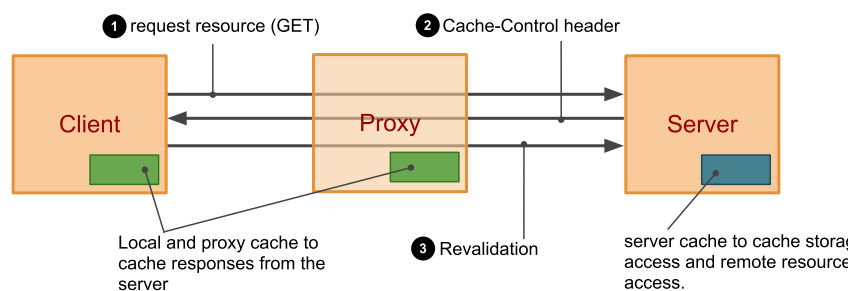 1 request resource (GET)
2 Cache-Control header
Client
Proxy
Server
Local and proxy cache to
cache responses from the
server
3 Revalidation
server cache to cache storag
access and remote resource
access.